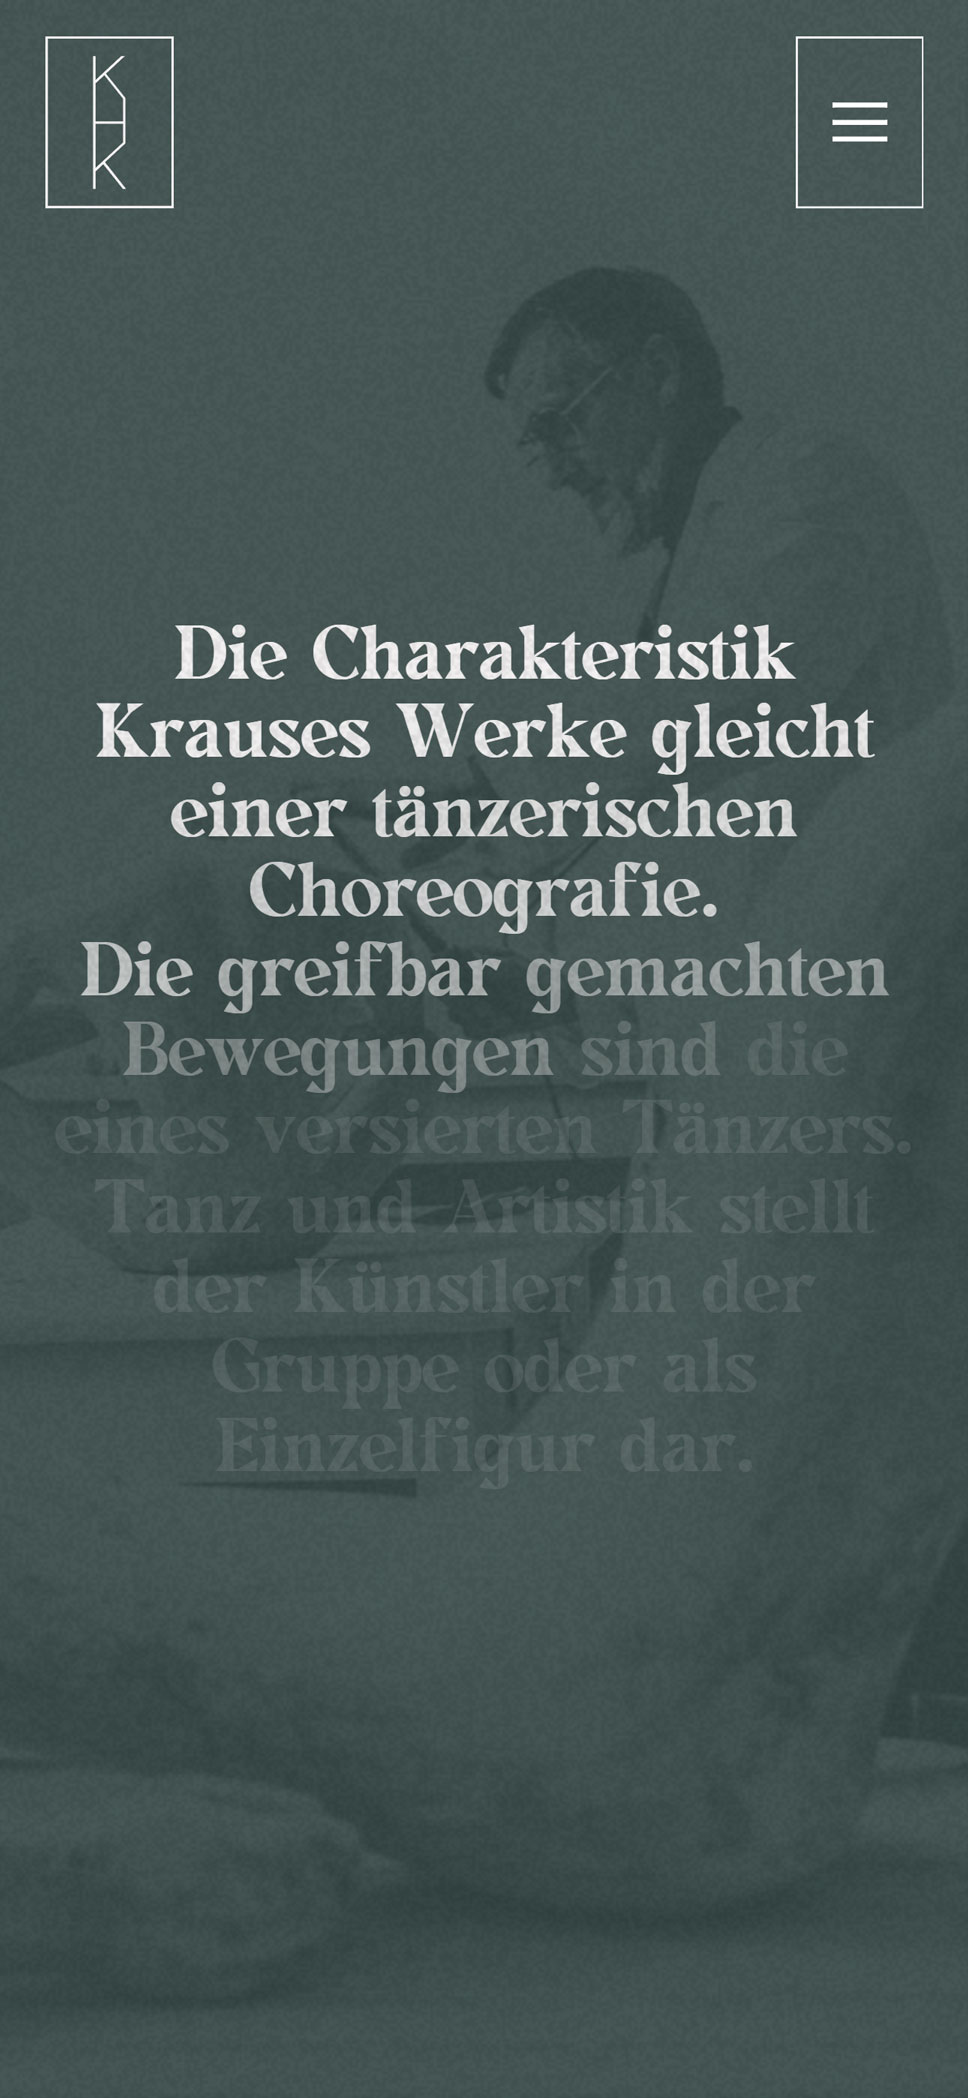 KHK
Die Charakteristik
Krauses Werke gleicht
einer tänzerischen
Choreografie.
Die greifbar gemachten
Bewegungen sind die
eines versierten Tänzers.
Tanz und Artistik stellt
der Künstler in der
Gruppe oder als
Einzelfigur dar.